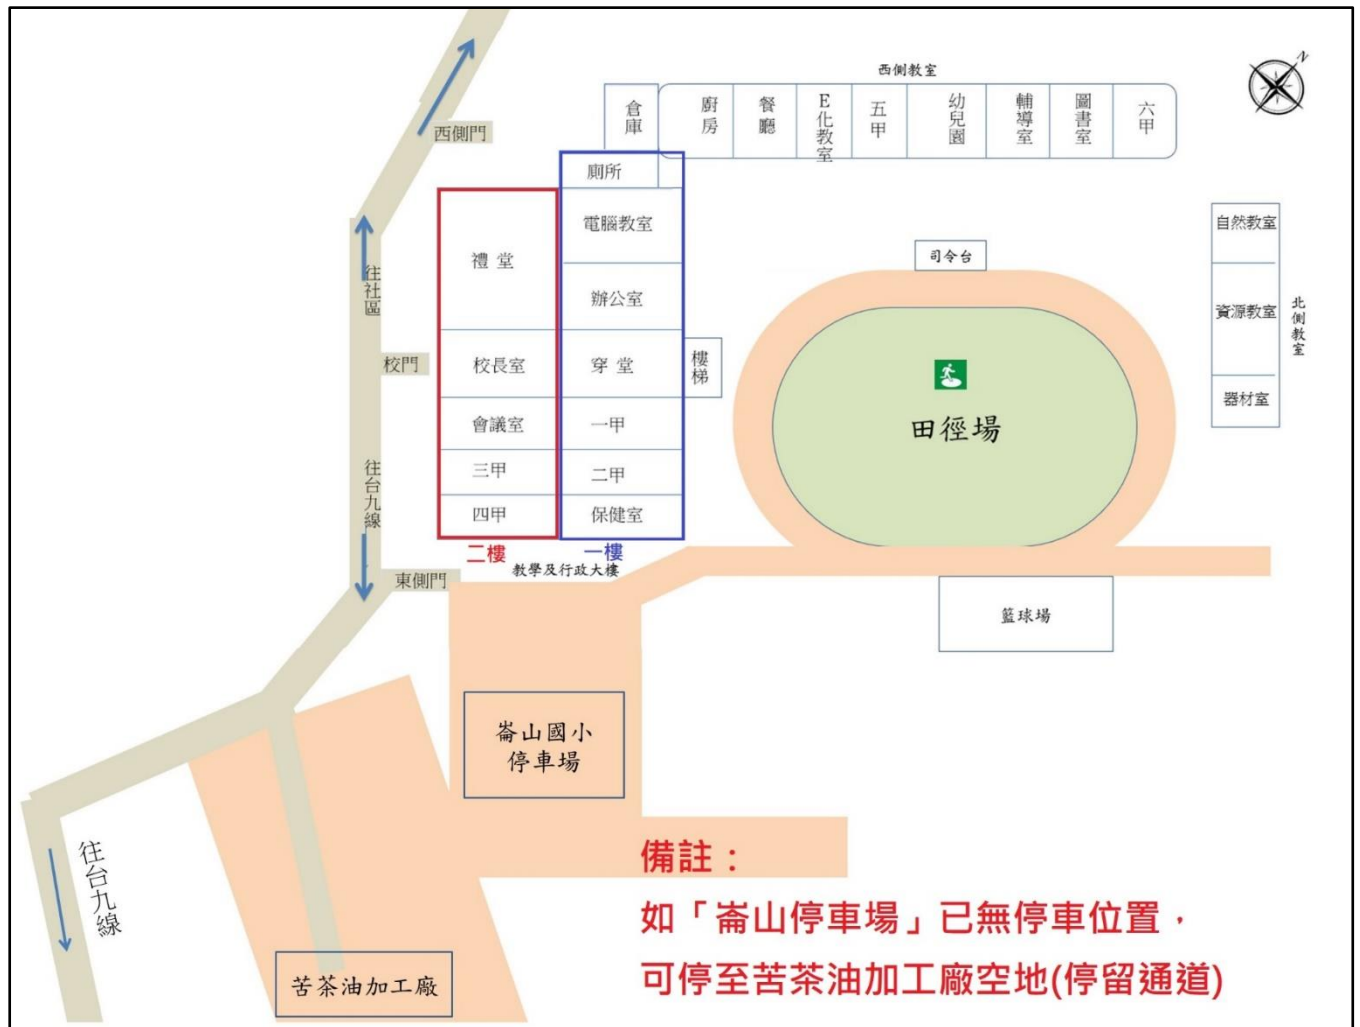 N
西側教室
倉庫
廚房
餐廳
E化教室
五甲
幼兒園
輔導室
圖書室
六甲
西側門
廁所
電腦教室
禮堂
辦公室
司令台
自然教室
資源教室
器材室
北側教室
往社區
校門
校長室
穿堂
樓梯
田徑場
會議室
一甲
三甲
二甲
四甲
保健室
往台九線
二樓
一樓
教學及行政大樓
東側門
籃球場
崙山國小
停車場
往台九線
苦茶油加工廠
備註：
如「崙山停車場」已無停車位置，
可停至苦茶油加工廠空地(停留通道)